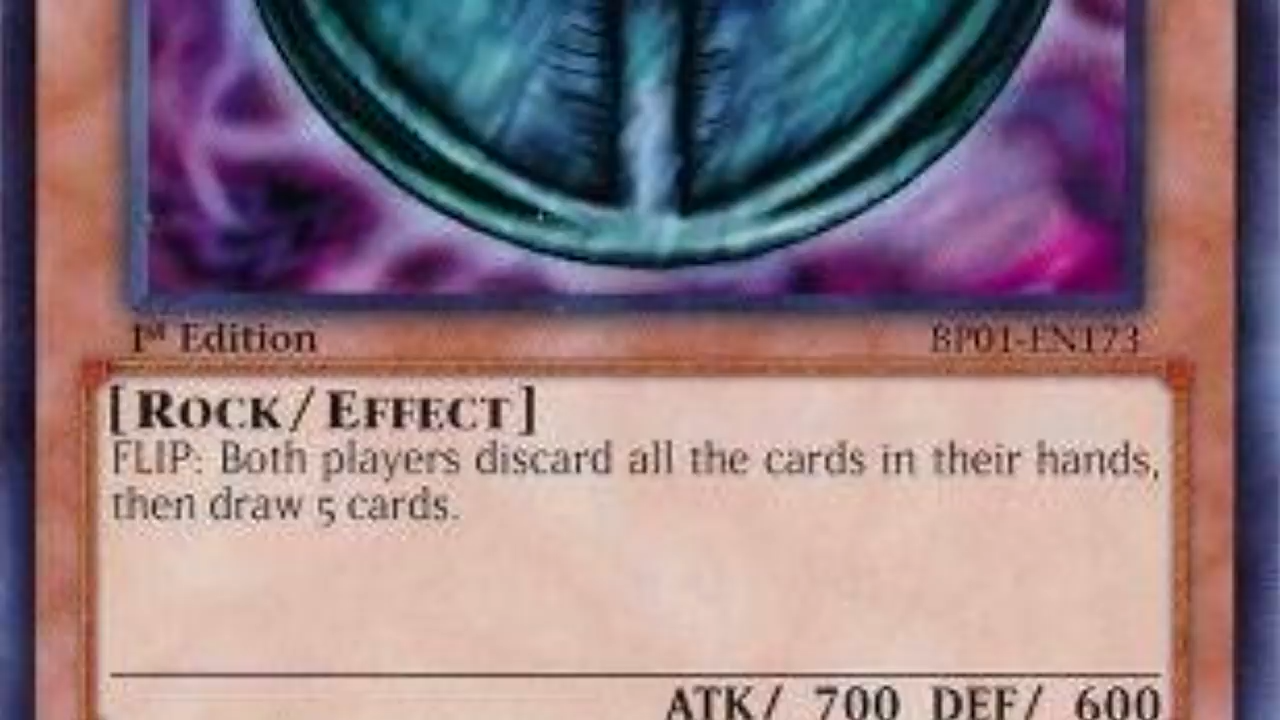 1st Edition BP01-EN173
[ROCK/EFFECT]
FLIP: Both players discard all the cards in their hands,
then draw 5 cards.
ATK/ 700 DEF/ 600